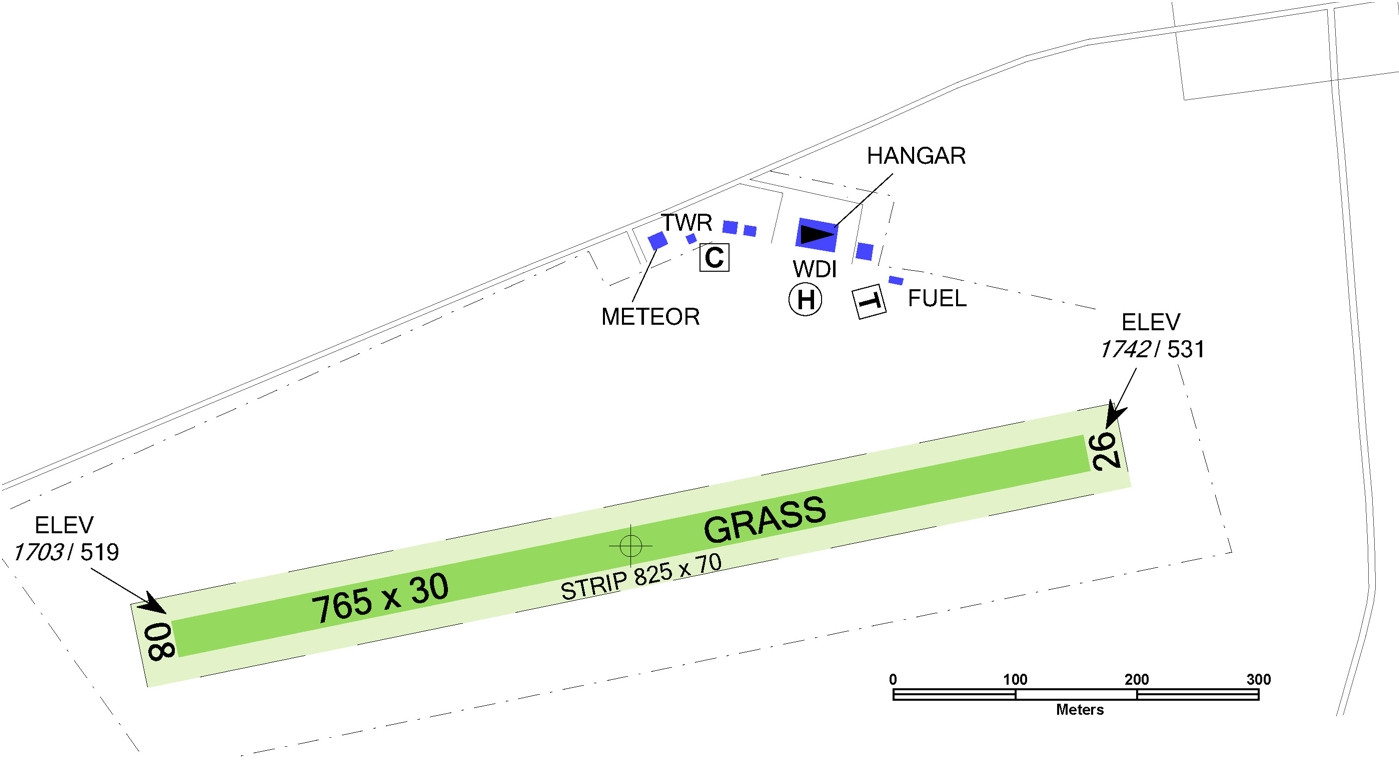 HANGAR
TWR
C
WDI
H
T
FUEL
METEOR
ELEV
1742 / 531
26
GRASS
ELEV
1703 / 519
765 x 30
STRIP 825 x 70
08
0 100 200 300
Meters